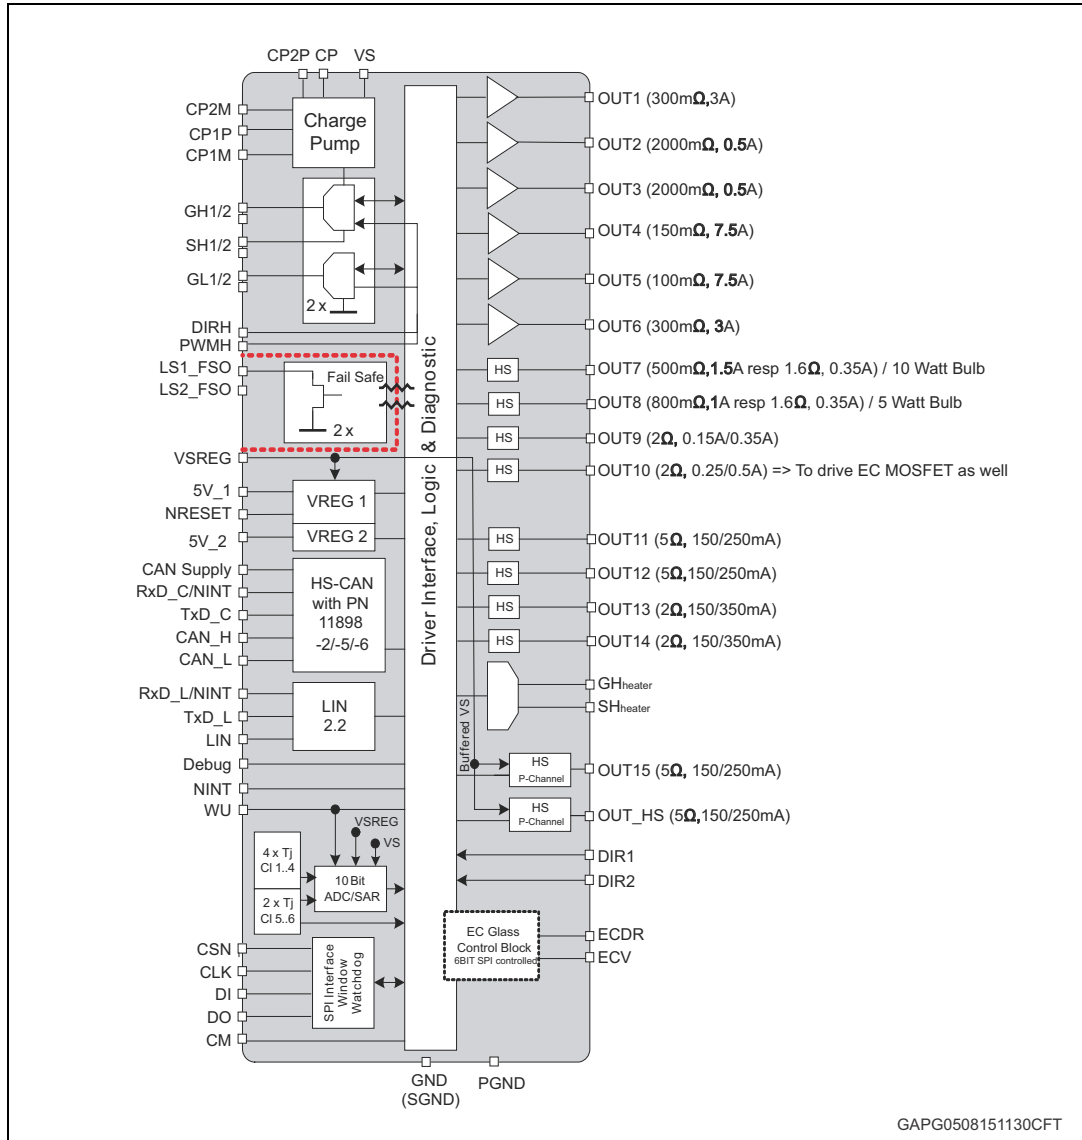 CP2P CP VS
CP2M
CP1P
CP1M
Charge
Pump
GH1/2
SH1/2
GL1/2
2 x
DIRH
PWMH
LS1_FSO
LS2_FSO
Fail Safe
2 x
VSREG
5V_1
NRESET
5V_2
VREG 1
VREG 2
CAN Supply
RxD_C/NINT
TxD_C
CAN_H
CAN_L
HS-CAN
with PN
11898
-2/-5/-6
RxD_L/NINT
TxD_L
LIN
LIN
2.2
Debug
NINT
WU
VSREG
VS
4 x Tj
Cl 1..4
2 x Tj
Cl 5..6
10 Bit
ADC/SAR
CSN
CLK
DI
DO
CM
SPI Interface
Window
Watchdog
Driver Interface, Logic & Diagnostic
Buffered VS
OUT1 (300mΩ,3A)
OUT2 (2000mΩ, 0.5A)
OUT3 (2000mΩ, 0.5A)
OUT4 (150mΩ, 7.5A)
OUT5 (100mΩ, 7.5A)
OUT6 (300mΩ, 3A)
HS OUT7 (500mΩ,1.5A resp 1.6Ω, 0.35A) / 10 Watt Bulb
HS OUT8 (800mΩ,1A resp 1.6Ω, 0.35A) / 5 Watt Bulb
HS OUT9 (2Ω, 0.15A/0.35A)
HS OUT10 (2Ω, 0.25/0.5A) => To drive EC MOSFET as well
HS OUT11 (5Ω, 150/250mA)
HS OUT12 (5Ω,150/250mA)
HS OUT13 (2Ω,150/350mA)
HS OUT14 (2Ω, 150/350mA)
GHheater
SHheater
HS
P-Channel
OUT15 (5Ω, 150/250mA)
HS
P-Channel
OUT_HS (5Ω,150/250mA)
DIR1
DIR2
EC Glass
Control Block
6BIT SPI controlled
ECDR
ECV
GND
(SGND)
PGND
GAPG0508151130CFT